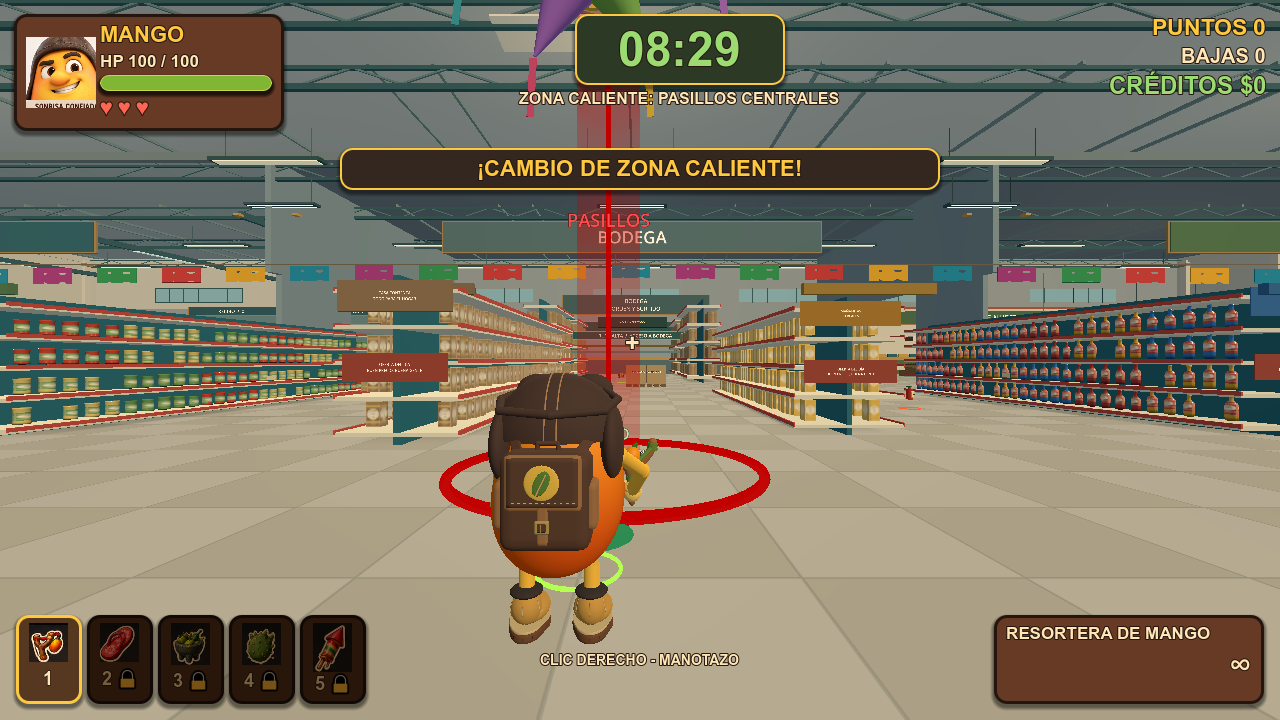 MANGO
HP 100 / 100
08:29
ZONA CALIENTE: PASILLOS CENTRALES
PUNTOS 0
BAJAS 0
CRÉDITOS $0
¡CAMBIO DE ZONA CALIENTE!
PASILLOS
BODEGA
BODEGA
1
2
3
4
5
CLIC DERECHO - MANOTAZO
RESORTERA DE MANGO
∞